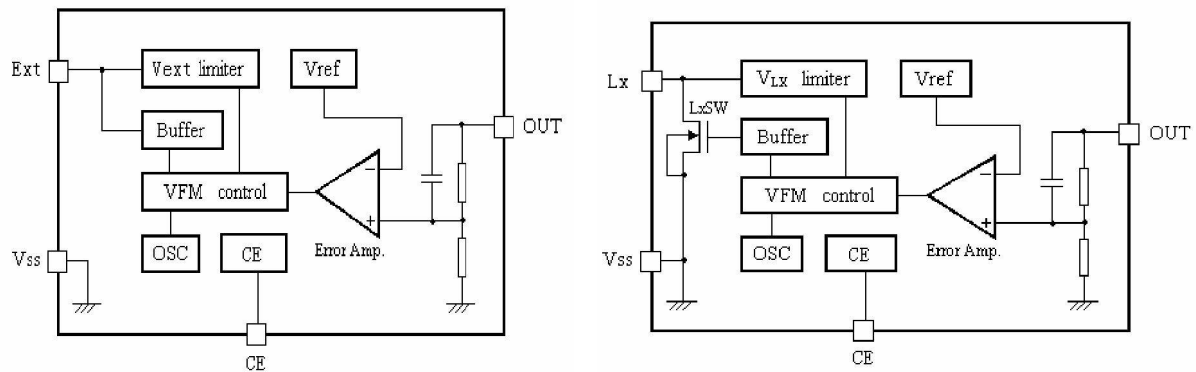 Ext
Vext limiter
Vref
Buffer
OUT
VFM control
−
+
OSC
CE
Error Amp.
Vss
CE
Lx
VLX limiter
Vref
LxSW
Buffer
OUT
VFM control
−
+
OSC
CE
Error Amp.
Vss
CE